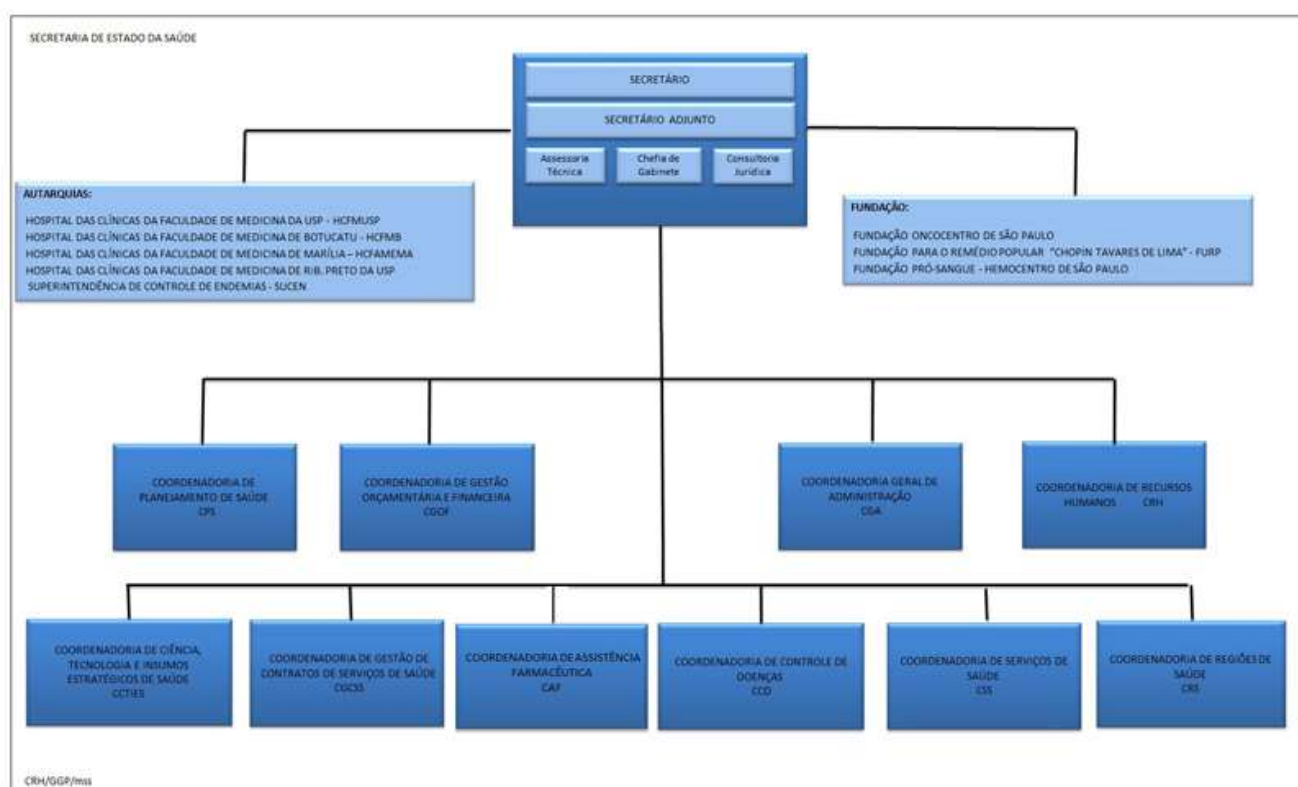 SECRETARIA DE ESTADO DA SAÚDE
SECRETÁRIO
SECRETÁRIO ADJUNTO
Assessoria
Técnica
Chefia de
Gabinete
Consultoria
Jurídica
AUTARQUIAS:
HOSPITAL DAS CLÍNICAS DA FACULDADE DE MEDICINA DA USP - HCFMUSP
HOSPITAL DAS CLÍNICAS DA FACULDADE DE MEDICINA DE BOTUCATU - HCFMB
HOSPITAL DAS CLÍNICAS DA FACULDADE DE MEDICINA DE MARÍLIA – HCFAMEMA
HOSPITAL DAS CLÍNICAS DA FACULDADE DE MEDICINA DE RIB. PRETO DA USP
SUPERINTENDÊNCIA DE CONTROLE DE ENDEMIAS - SUCEN
FUNDAÇÃO:
FUNDAÇÃO ONCOCENTRO DE SÃO PAULO
FUNDAÇÃO PARA O REMÉDIO POPULAR "CHOPIN TAVARES DE LIMA" - FURP
FUNDAÇÃO PRÓ-SANGUE - HEMOCENTRO DE SÃO PAULO
COORDENADORIA DE
PLANEJAMENTO DE SAÚDE
CPS
COORDENADORIA DE GESTÃO
ORÇAMENTÁRIA E FINANCEIRA
CGOF
COORDENADORIA GERAL DE
ADMINISTRAÇÃO
CGA
COORDENADORIA DE RECURSOS
HUMANOS CRH
COORDENADORIA DE CIÊNCIA,
TECNOLOGIA E INSUMOS
ESTRATÉGICOS DE SAÚDE
CCTIES
COORDENADORIA DE GESTÃO DE
CONTRATOS DE SERVIÇOS DE SAÚDE
CGCSS
COORDENADORIA DE ASSISTÊNCIA
FARMACÊUTICA
CAF
COORDENADORIA DE CONTROLE DE
DOENÇAS
CCD
COORDENADORIA DE SERVIÇOS DE
SAÚDE
CSS
COORDENADORIA DE REGIÕES DE
SAÚDE
CRS
CRH/GGP/mss